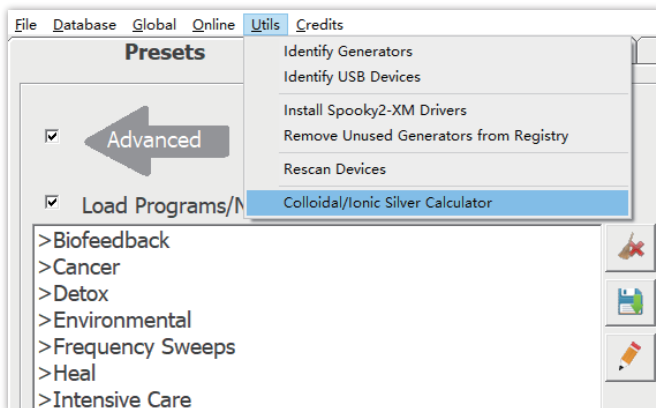 File Database Global Online Utils Credits
Presets
Identify Generators
Identify USB Devices
Install Spooky2-XM Drivers
Remove Unused Generators from Registry
Rescan Devices
Colloidal/Ionic Silver Calculator
Advanced
Load Programs/
>Biofeedback
>Cancer
>Detox
>Environmental
>Frequency Sweeps
>Heal
>Intensive Care